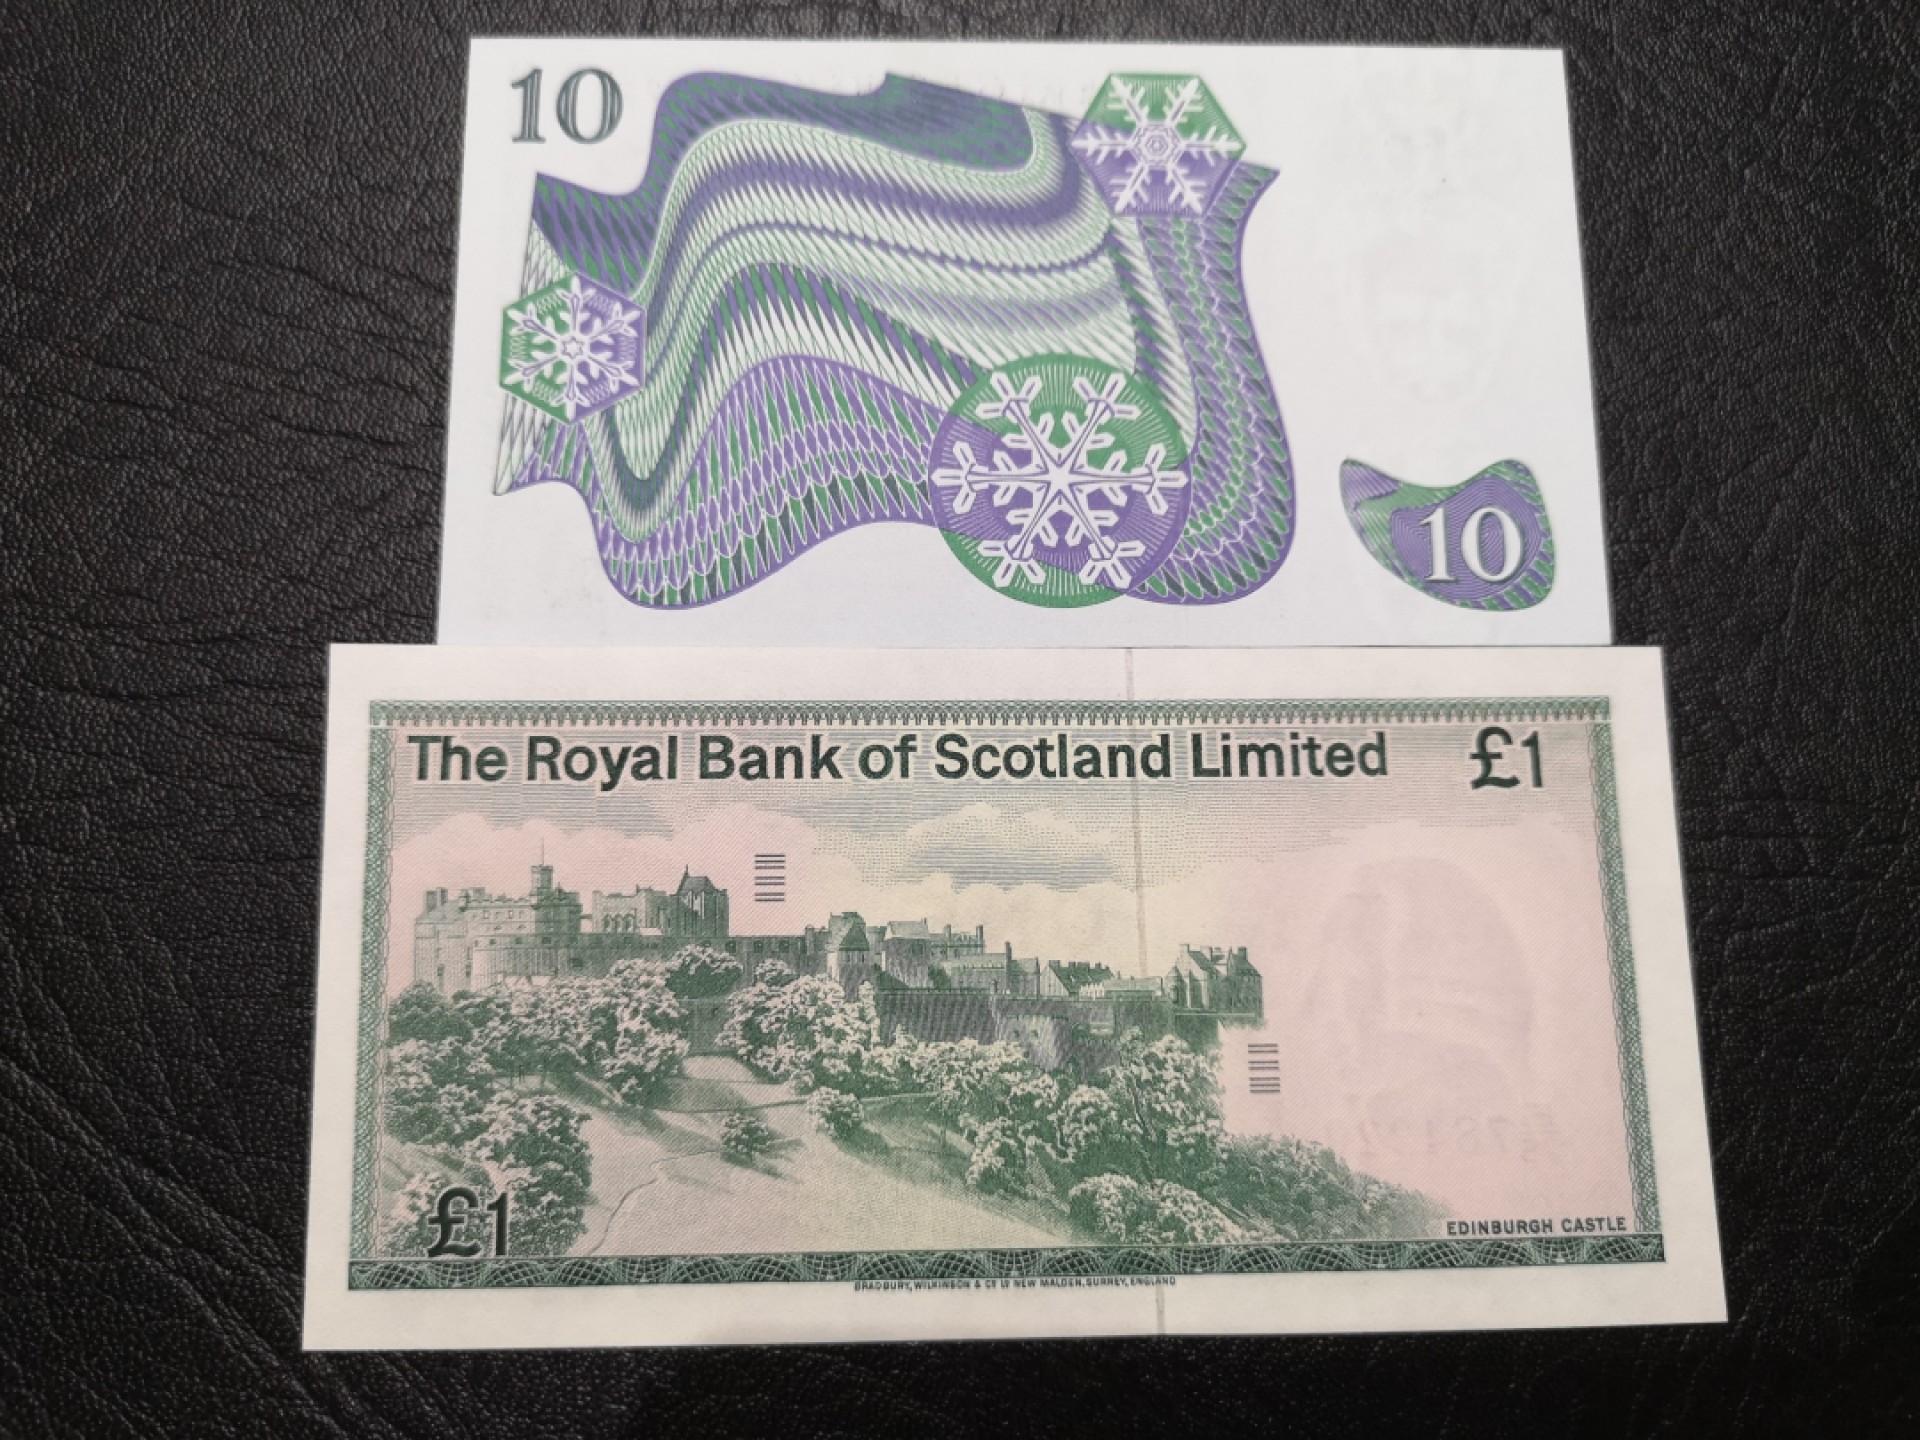 10
10
The Royal Bank of Scotland Limited £1
£1
EDINBURGH CASTLE
BRADBURY, WILKINSON & Cº Lᵈ NEW MALDEN, SURREY, ENGLAND